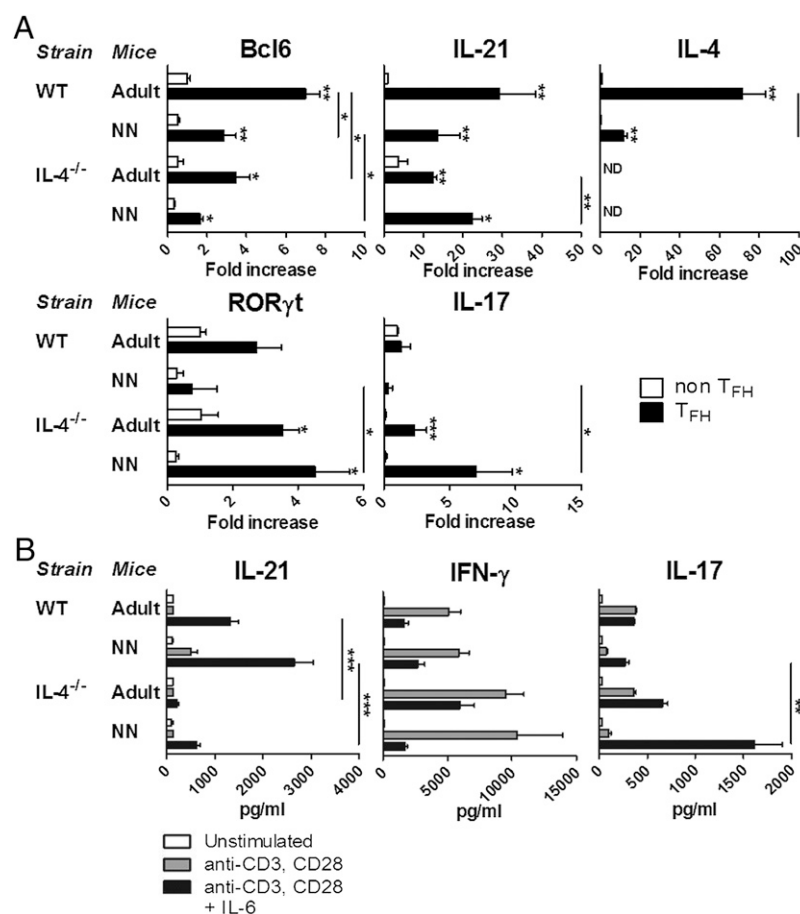 A
Strain Mice Bcl6 IL-21 IL-4
WT Adult ** ** **
NN ** ** **
* * *
IL-4-/- Adult * ** ND
NN * * ND
**
0 2 4 6 8 10 0 10 20 30 40 50 0 20 40 60 80 100
Fold increase Fold increase Fold increase
Strain Mice RORγt IL-17
WT Adult
NN
non TFH
TFH
IL-4-/- Adult * *** * *
NN * *
0 2 4 6 0 5 10 15
Fold increase Fold increase
B
Strain Mice IL-21 IFN-γ IL-17
WT Adult
NN
*** *** **
IL-4-/- Adult
NN
0 1000 2000 3000 4000 0 5000 10000 15000 0 500 1000 1500 2000
pg/ml pg/ml pg/ml
Unstimulated
anti-CD3, CD28
anti-CD3, CD28
+ IL-6